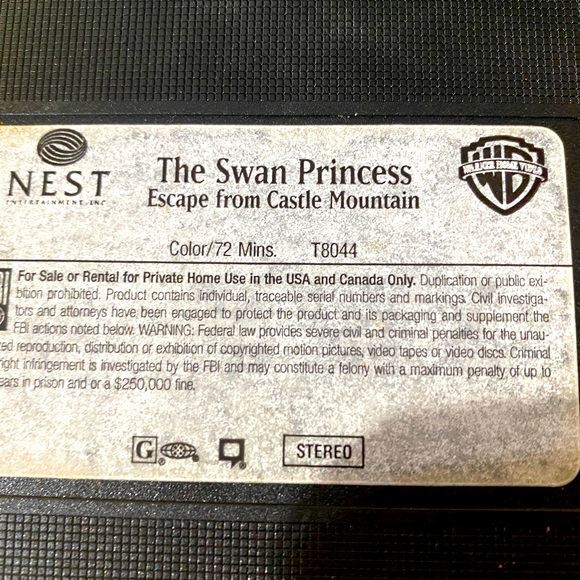 NEST
ENTERTAINMENT, INC
The Swan Princess
Escape from Castle Mountain
WARNER HOME VIDEO
WB
Color/72 Mins. T8044
For Sale or Rental for Private Home Use in the USA and Canada Only. Duplication or public exi-
bition prohibited. Product contains individual, traceable serial numbers and markings. Civil investiga-
tors and attorneys have been engaged to protect the product and its packaging and supplement the
FBI actions noted below. WARNING: Federal law provides severe civil and criminal penalties for the unau-
ed reproduction, distribution or exhibition of copyrighted motion pictures, video tapes or video discs. Criminal
ight infringement is investigated by the FBI and may constitute a felony with a maximum penalty of up to
ears in prison and or a $250,000 fine.
G ® ® STEREO